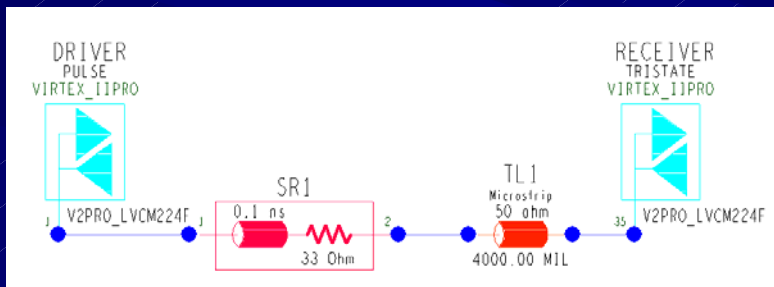 DRIVER
PULSE
VIRTEX_IIPRO
RECEIVER
TRISTATE
VIRTEX_IIPRO
SR1
TL1
Microstrip
0.1 ns
50 ohm
1
V2PRO_LVCM224F
1
2
35
V2PRO_LVCM224F
33 Ohm
4000.00 MIL